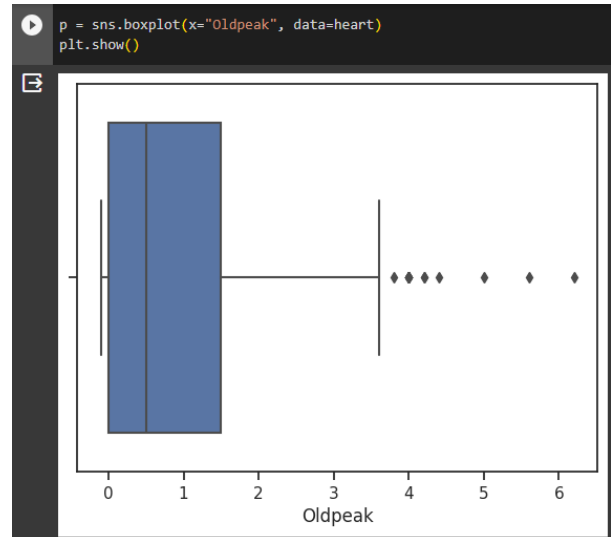 p = sns.boxplot(x="Oldpeak", data=heart)
plt.show()
0 1 2 3 4 5 6
Oldpeak